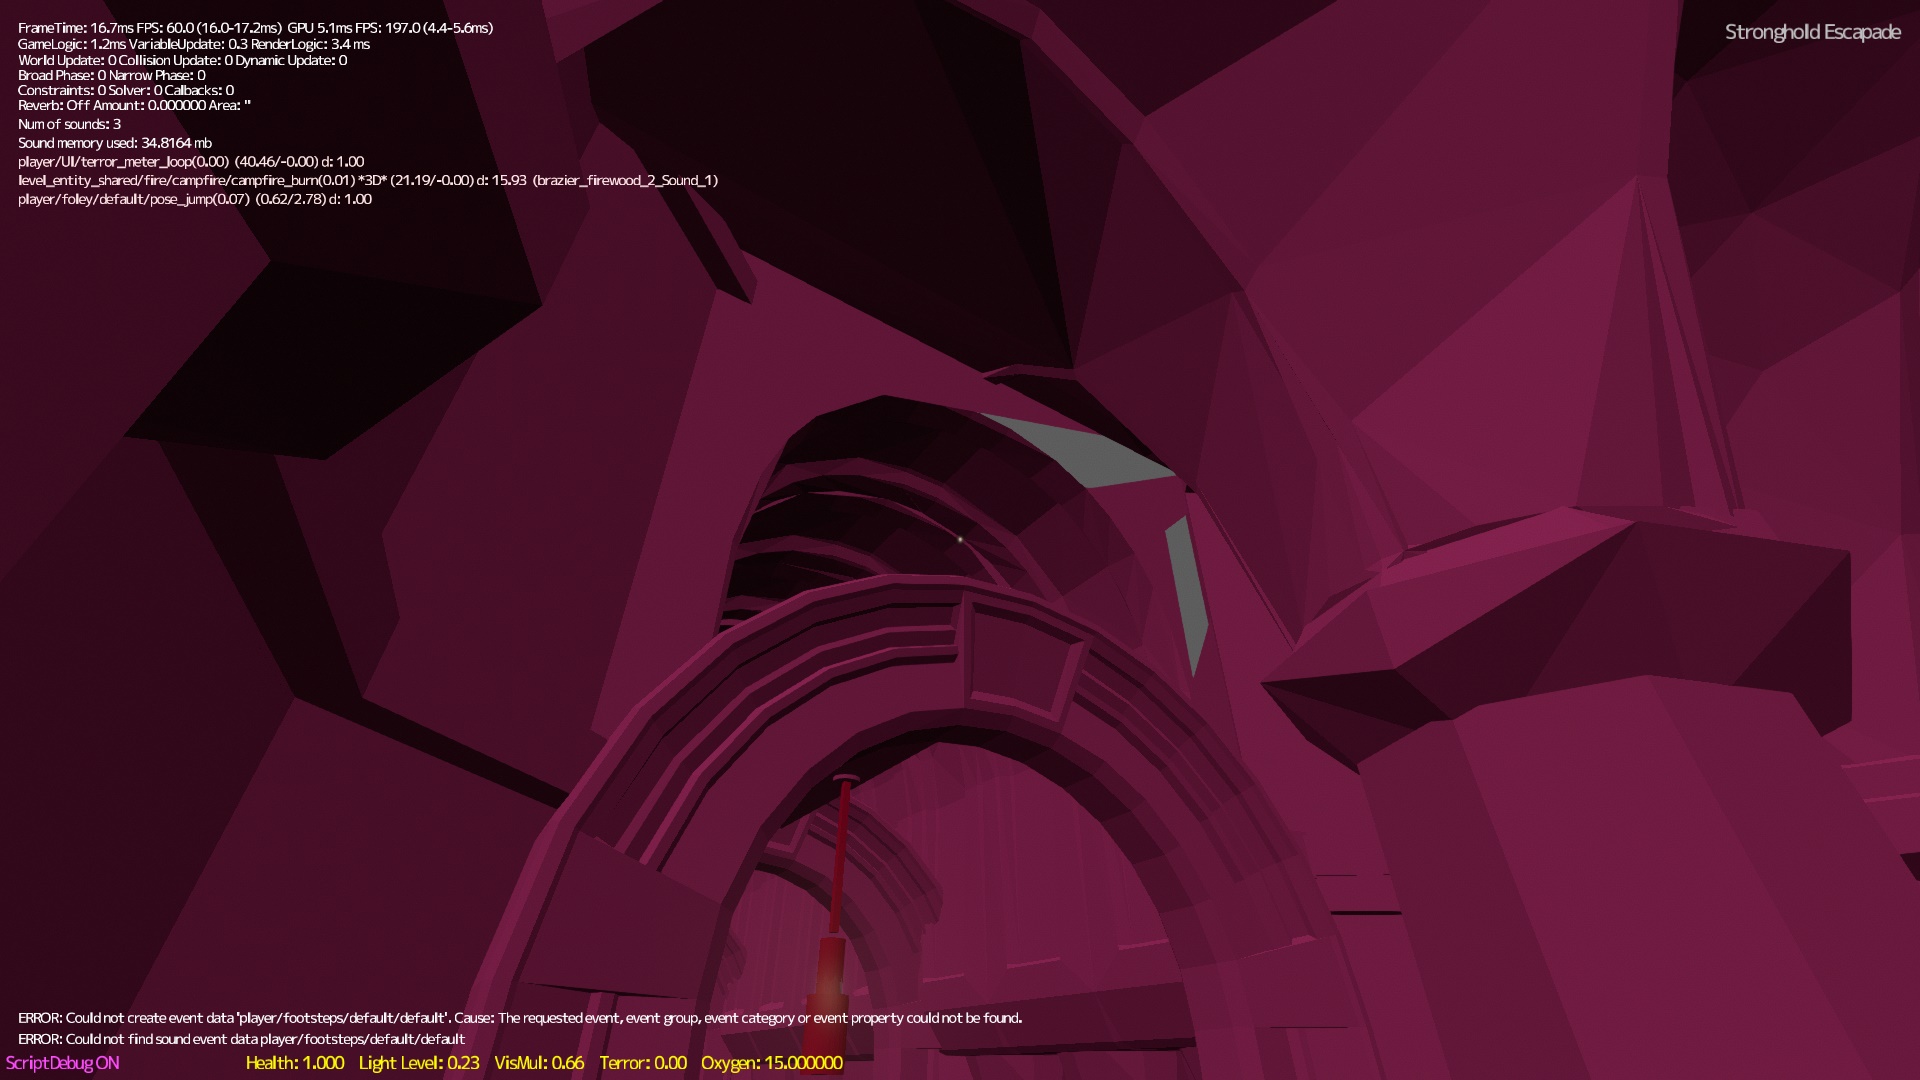 FrameTime: 16.7ms FPS: 60.0 (16.0-17.2ms)  GPU 5.1ms FPS: 197.0 (4.4-5.6ms)
Stronghold Escapade
GameLogic: 1.2ms VariableUpdate: 0.3 RenderLogic: 3.4 ms
World Update: 0 Collision Update: 0 Dynamic Update: 0
Broad Phase: 0 Narrow Phase: 0
Constraints: 0 Solver: 0 Calbacks: 0
Reverb: Off Amount: 0.000000 Area: ''
Num of sounds: 3
Sound memory used: 34.8164 mb
player/UI/terror_meter_loop(0.00)  (40.46/-0.00) d: 1.00
level_entity_shared/fire/campfire/campfire_burn(0.01) *3D* (21.19/-0.00) d: 15.93  (brazier_firewood_2_Sound_1)
player/foley/default/pose_jump(0.07)  (0.62/2.78) d: 1.00
ERROR: Could not create event data 'player/footsteps/default/default'. Cause: The requested event, event group, event category or event property could not be found.
ERROR: Could not find sound event data player/footsteps/default/default
ScriptDebug ON  Health: 1.000  Light Level: 0.23  VisMul: 0.66  Terror: 0.00  Oxygen: 15.000000